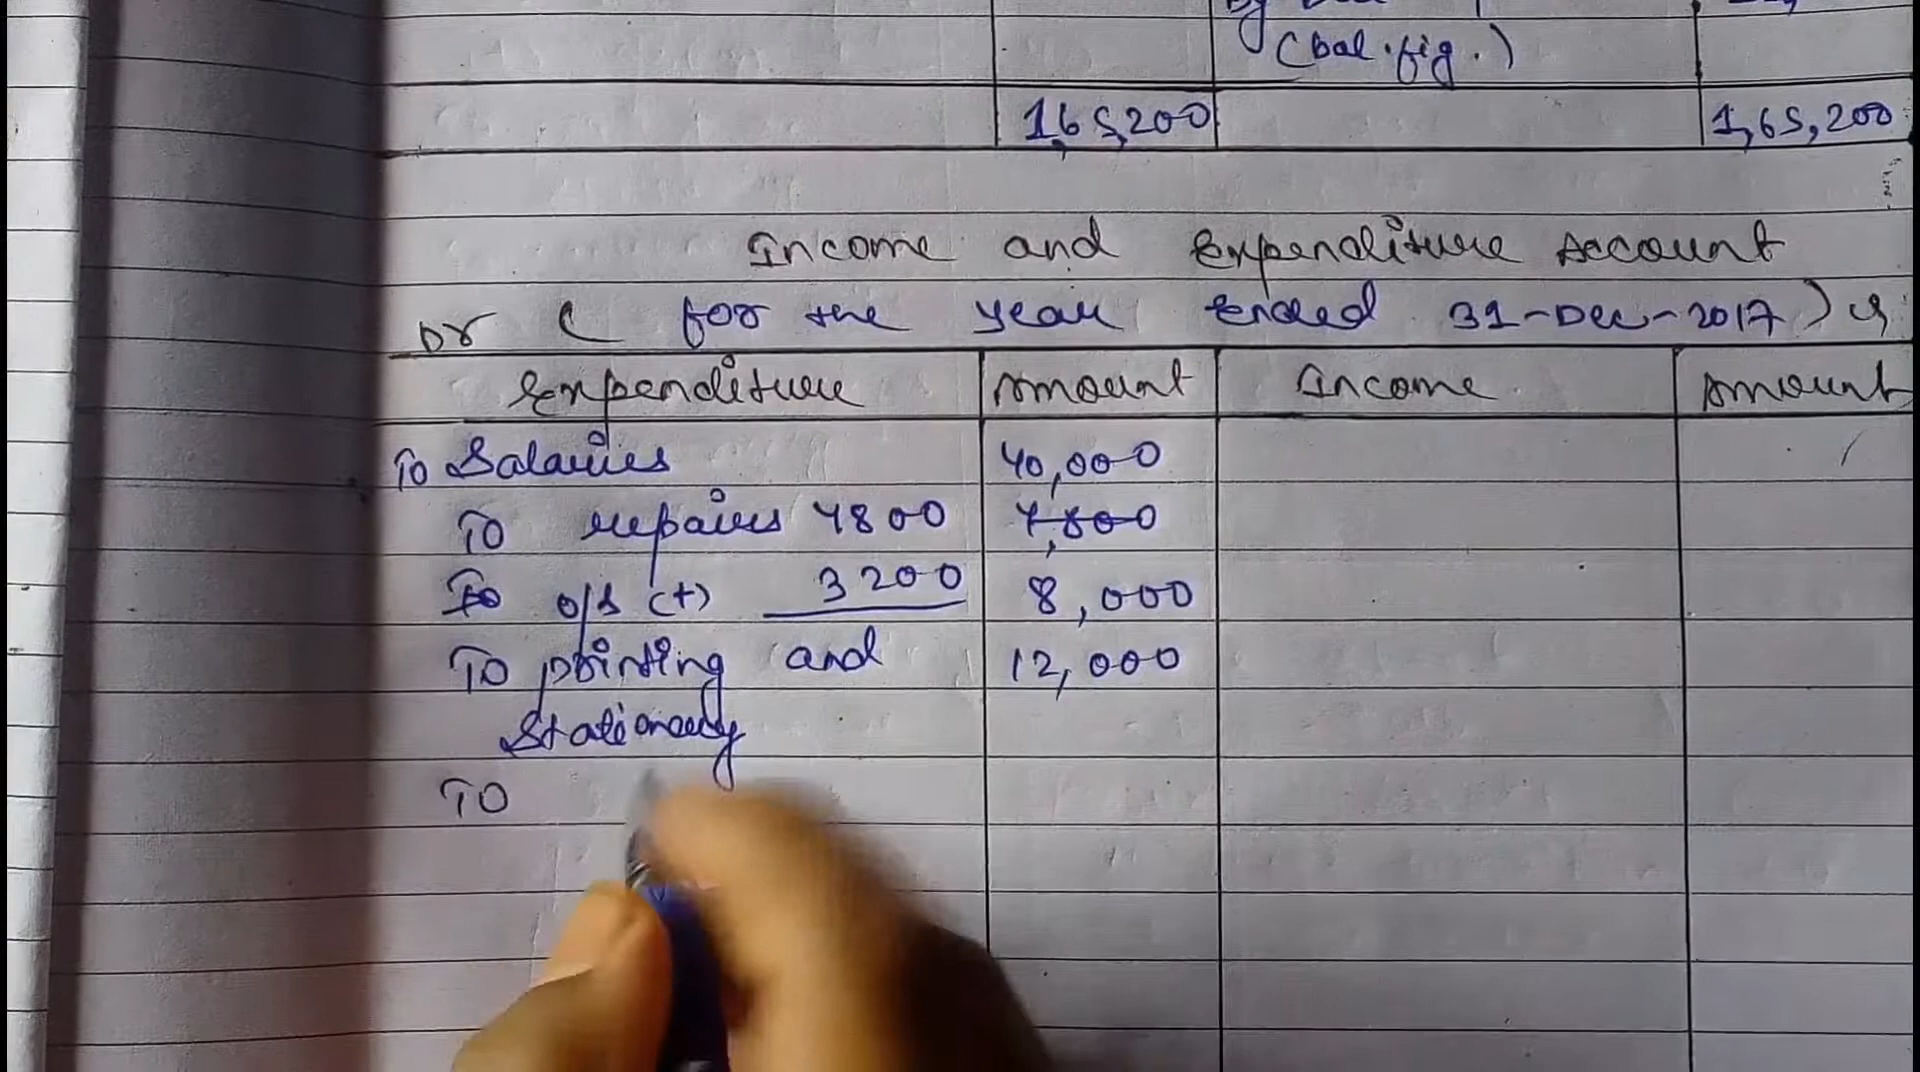 (bal.fig.)
1,65,200 1,65,200
Income and Expenditure Account
Dr ( for the year ended 31-Dec-2017) Cr
Expenditure Amount Income Amount
To Salaries 40,000
To repairs 4800 4,800
To o/s (+) 3200 8,000
To printing and 12,000
Stationery
To